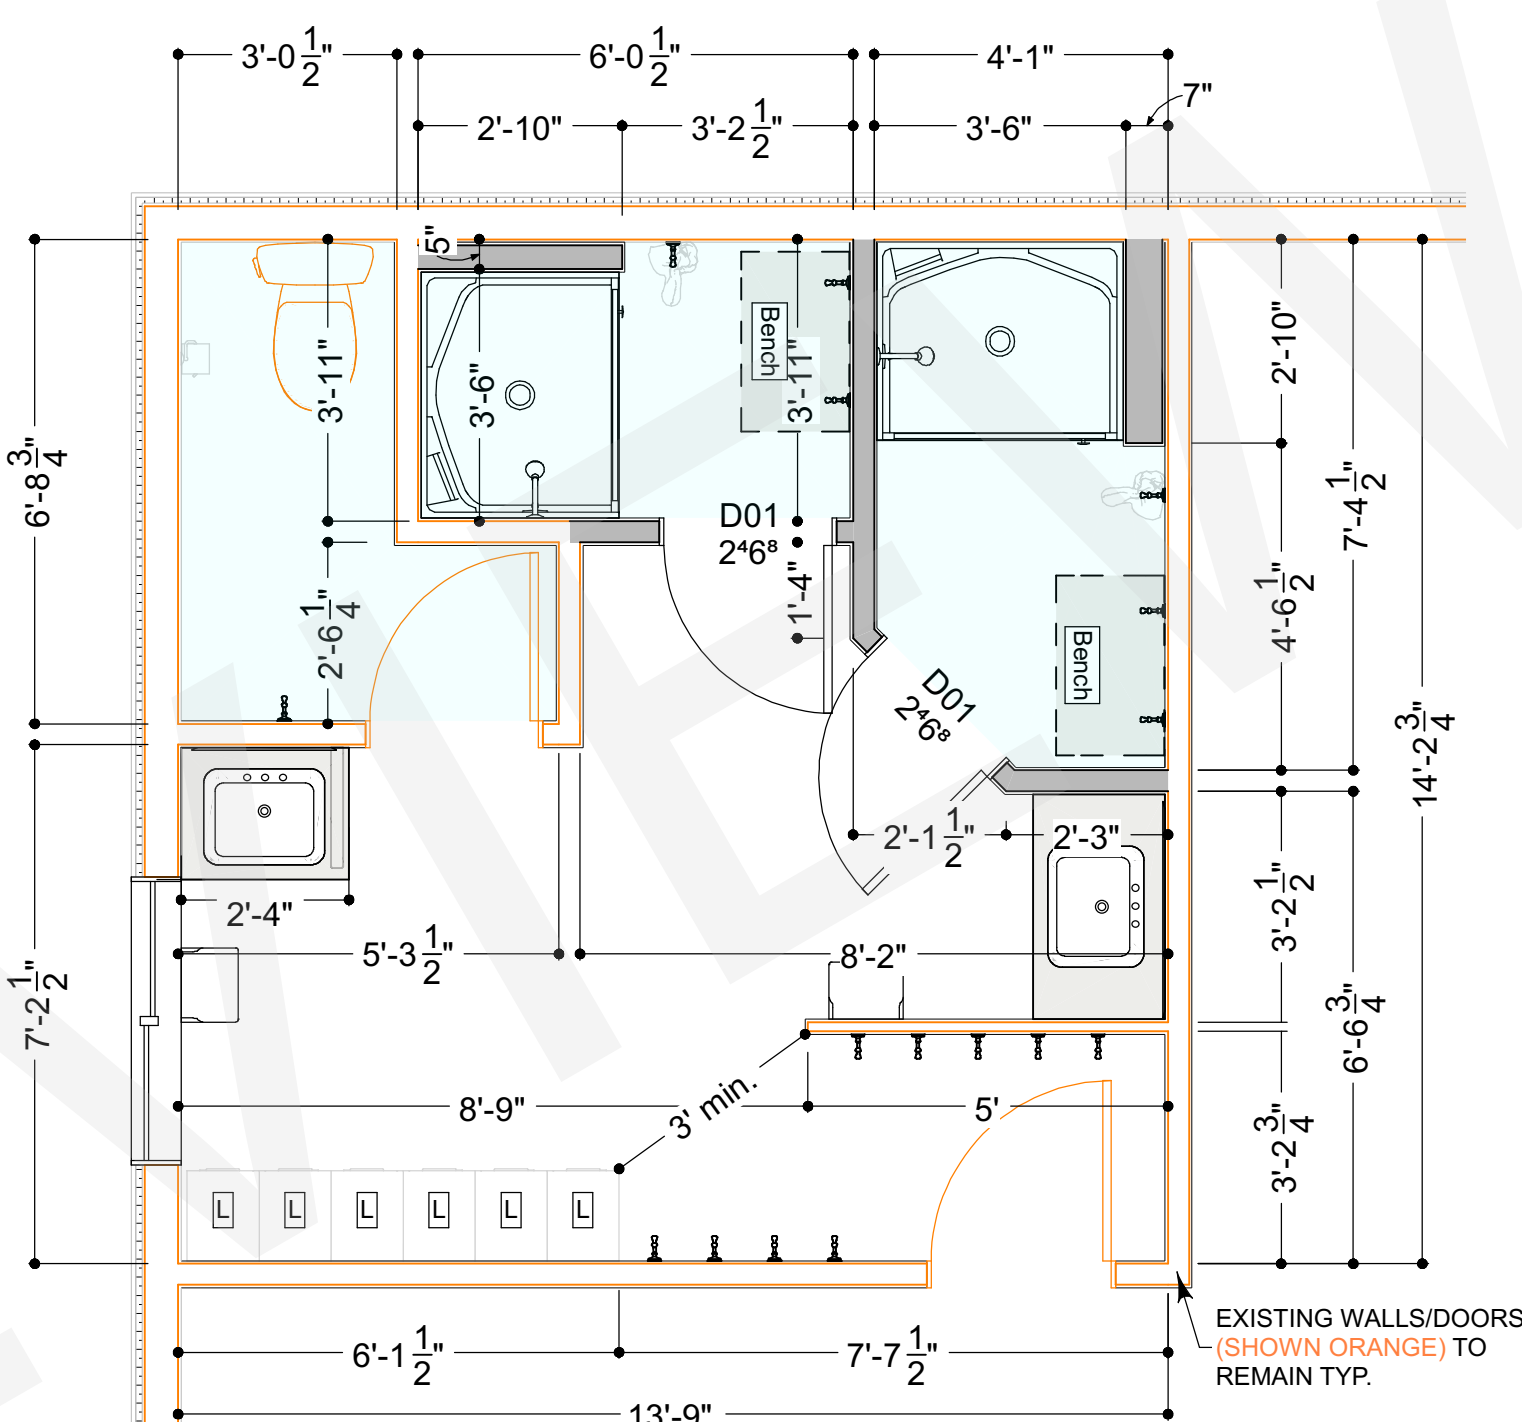 3'-0 1/2"
6'-0 1/2"
4'-1"
7"
2'-10"
3'-2 1/2"
3'-6"
5"
Bench
3'-11"
3'-6"
3'-11"
2'-10"
6'-8 3/4"
7'-4 1/2"
D01
2⁴6⁸
1'-4"
2'-6 1/4"
4'-6 1/2"
Bench
D01
2⁴6⁸
14'-2 3/4"
2'-1 1/2"
2'-3"
2'-4"
3'-2 1/2"
5'-3 1/2"
8'-2"
7'-2 1/2"
6'-6 3/4"
8'-9"
3' min.
5'
3'-2 3/4"
L
L
L
L
L
L
EXISTING WALLS/DOORS
(SHOWN ORANGE) TO
REMAIN TYP.
6'-1 1/2"
7'-7 1/2"
13'-9"